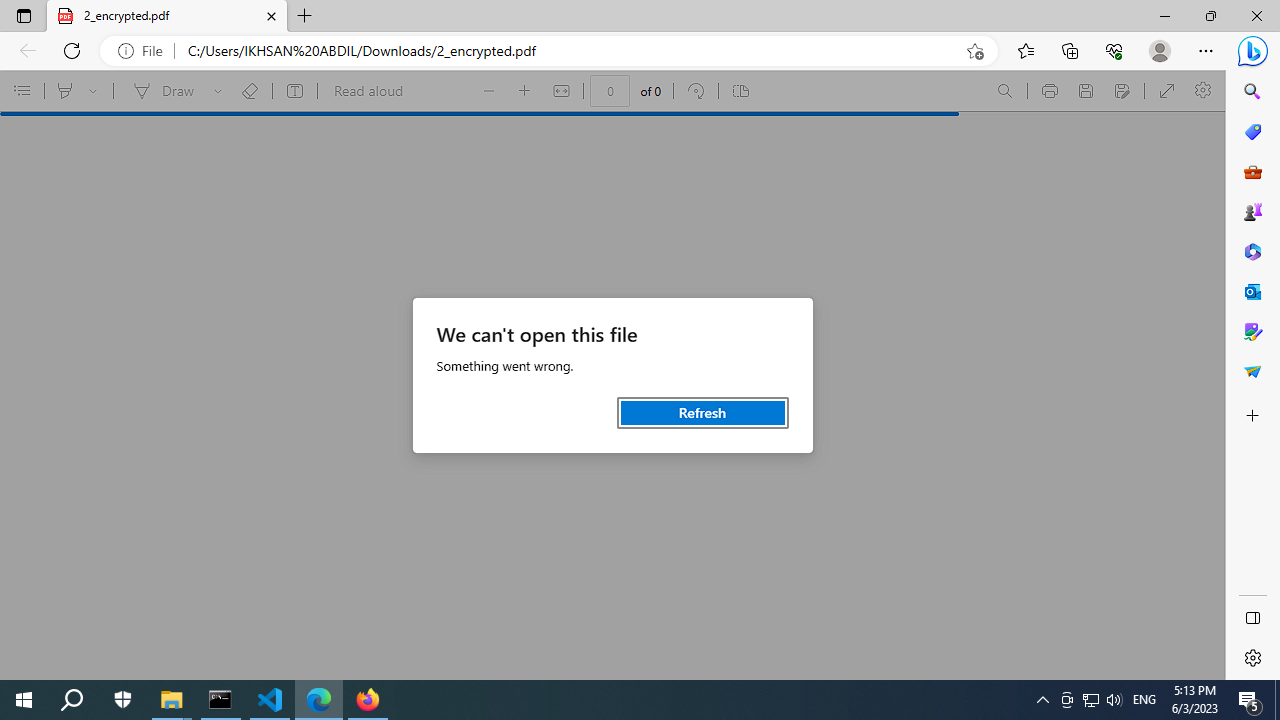 2_encrypted.pdf
File
C:/Users/IKHSAN%20ABDIL/Downloads/2_encrypted.pdf
Draw
Read aloud
0 of 0
We can't open this file
Something went wrong.
Refresh
ENG
5:13 PM
6/3/2023
5